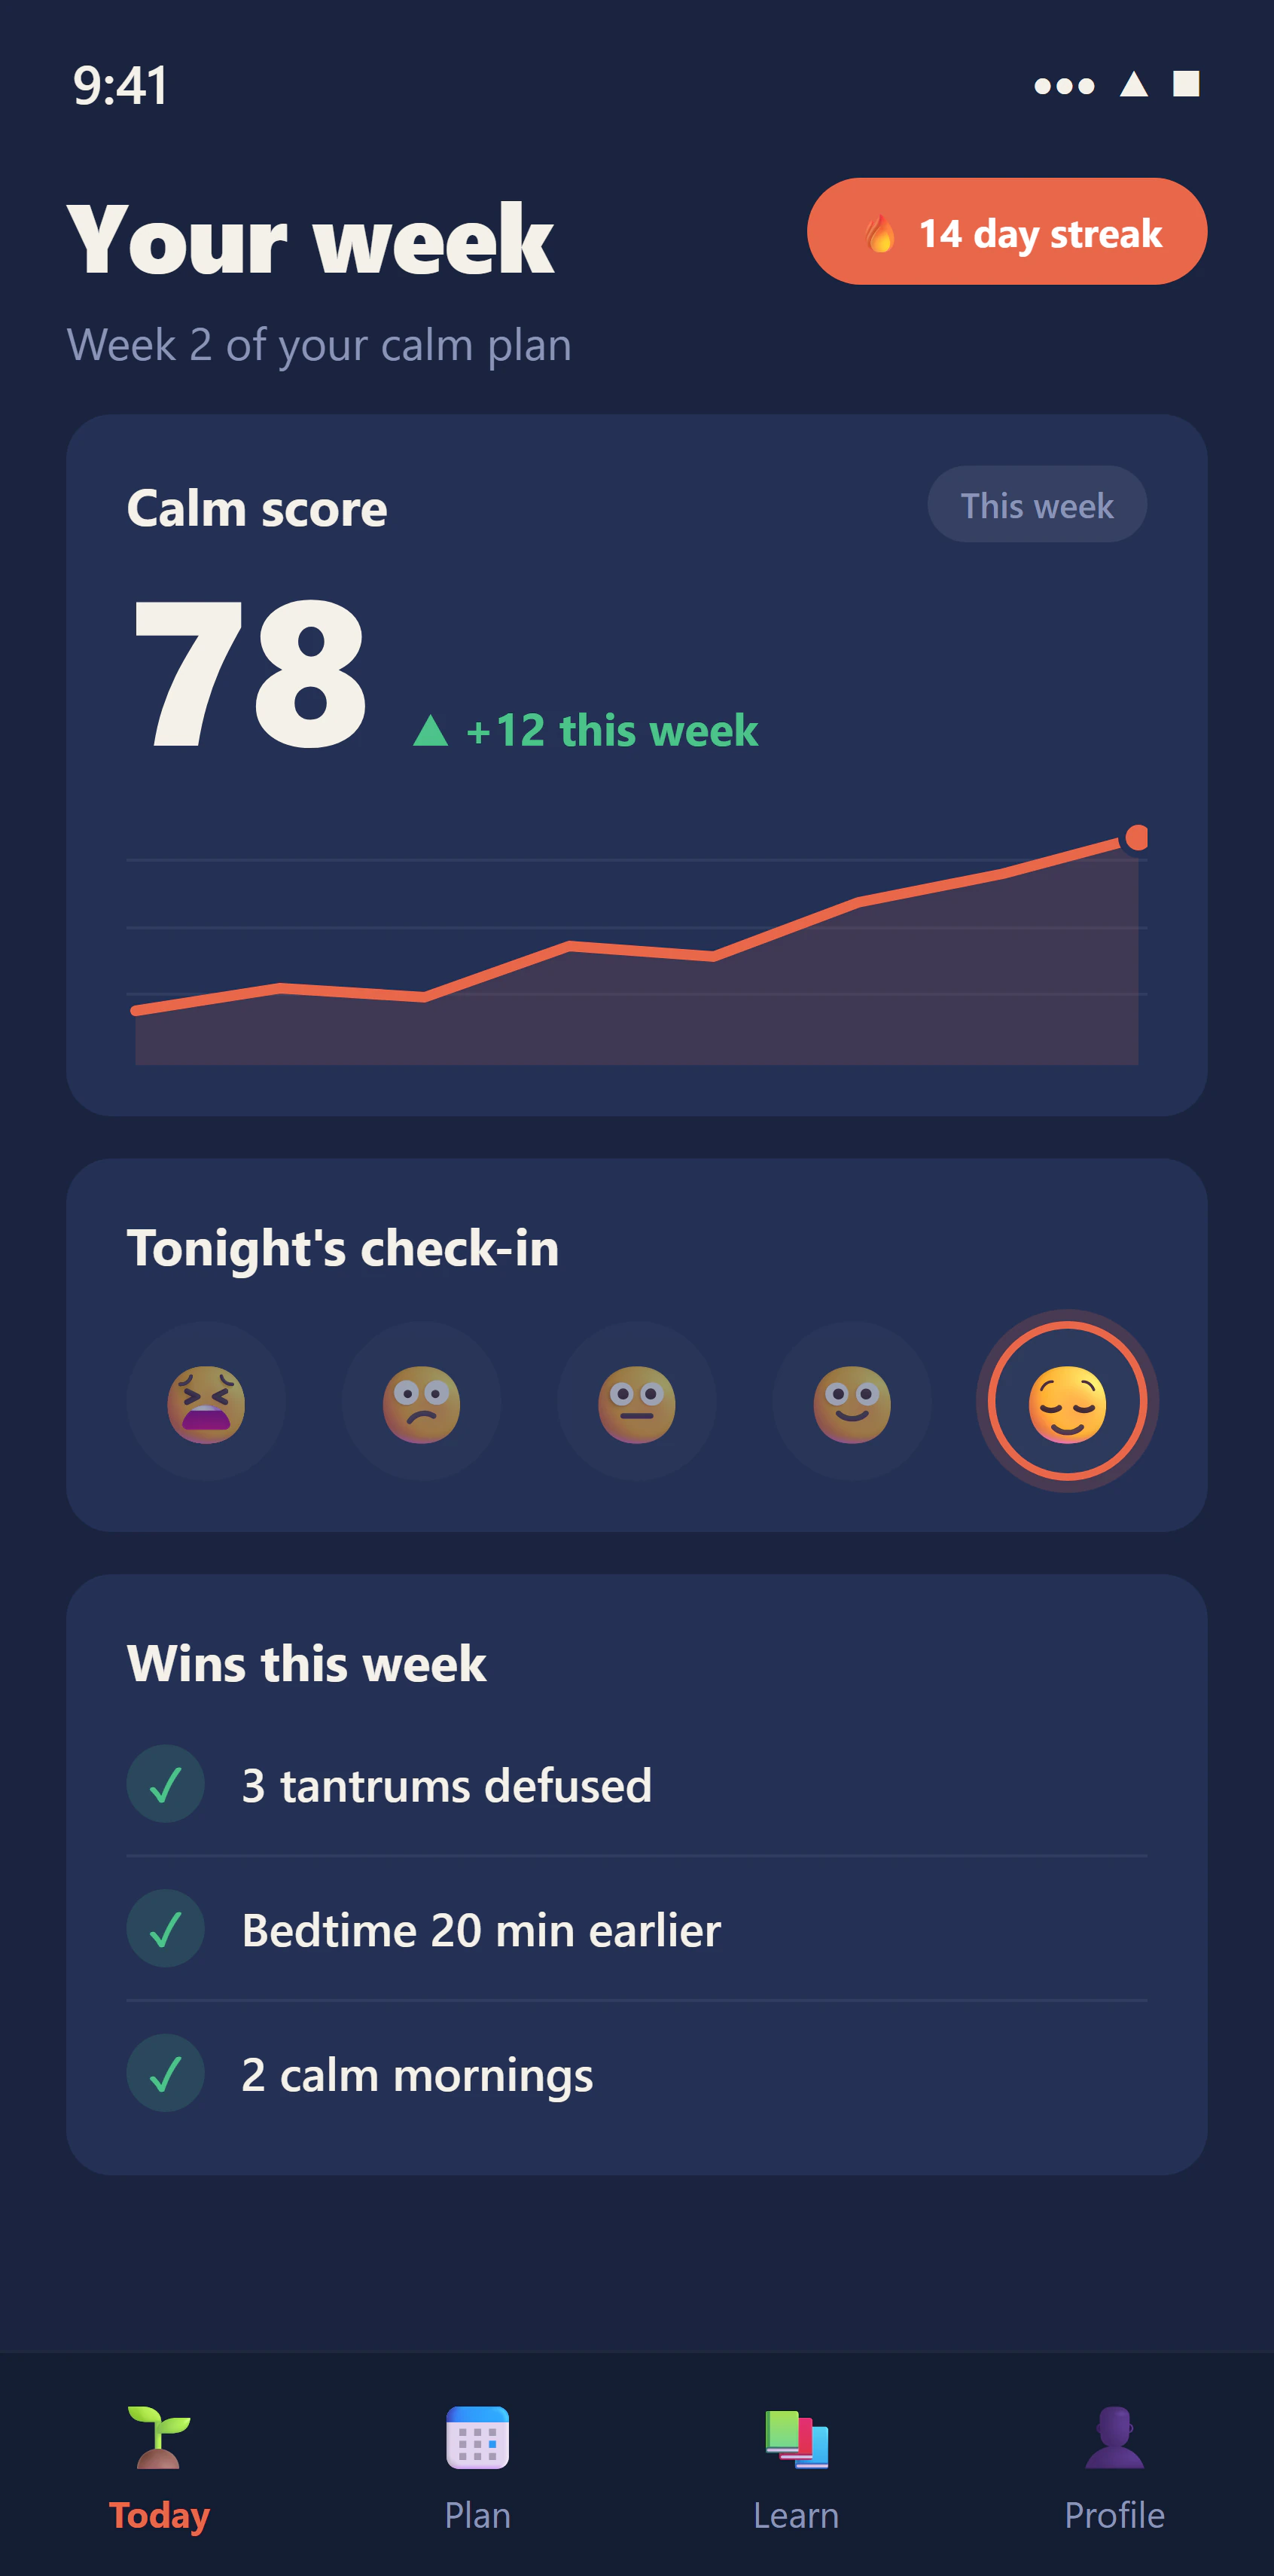 9:41
Your week
14 day streak
Week 2 of your calm plan
Calm score
This week
78
+12 this week
Tonight's check-in
Wins this week
3 tantrums defused
Bedtime 20 min earlier
2 calm mornings
Today
Plan
Learn
Profile